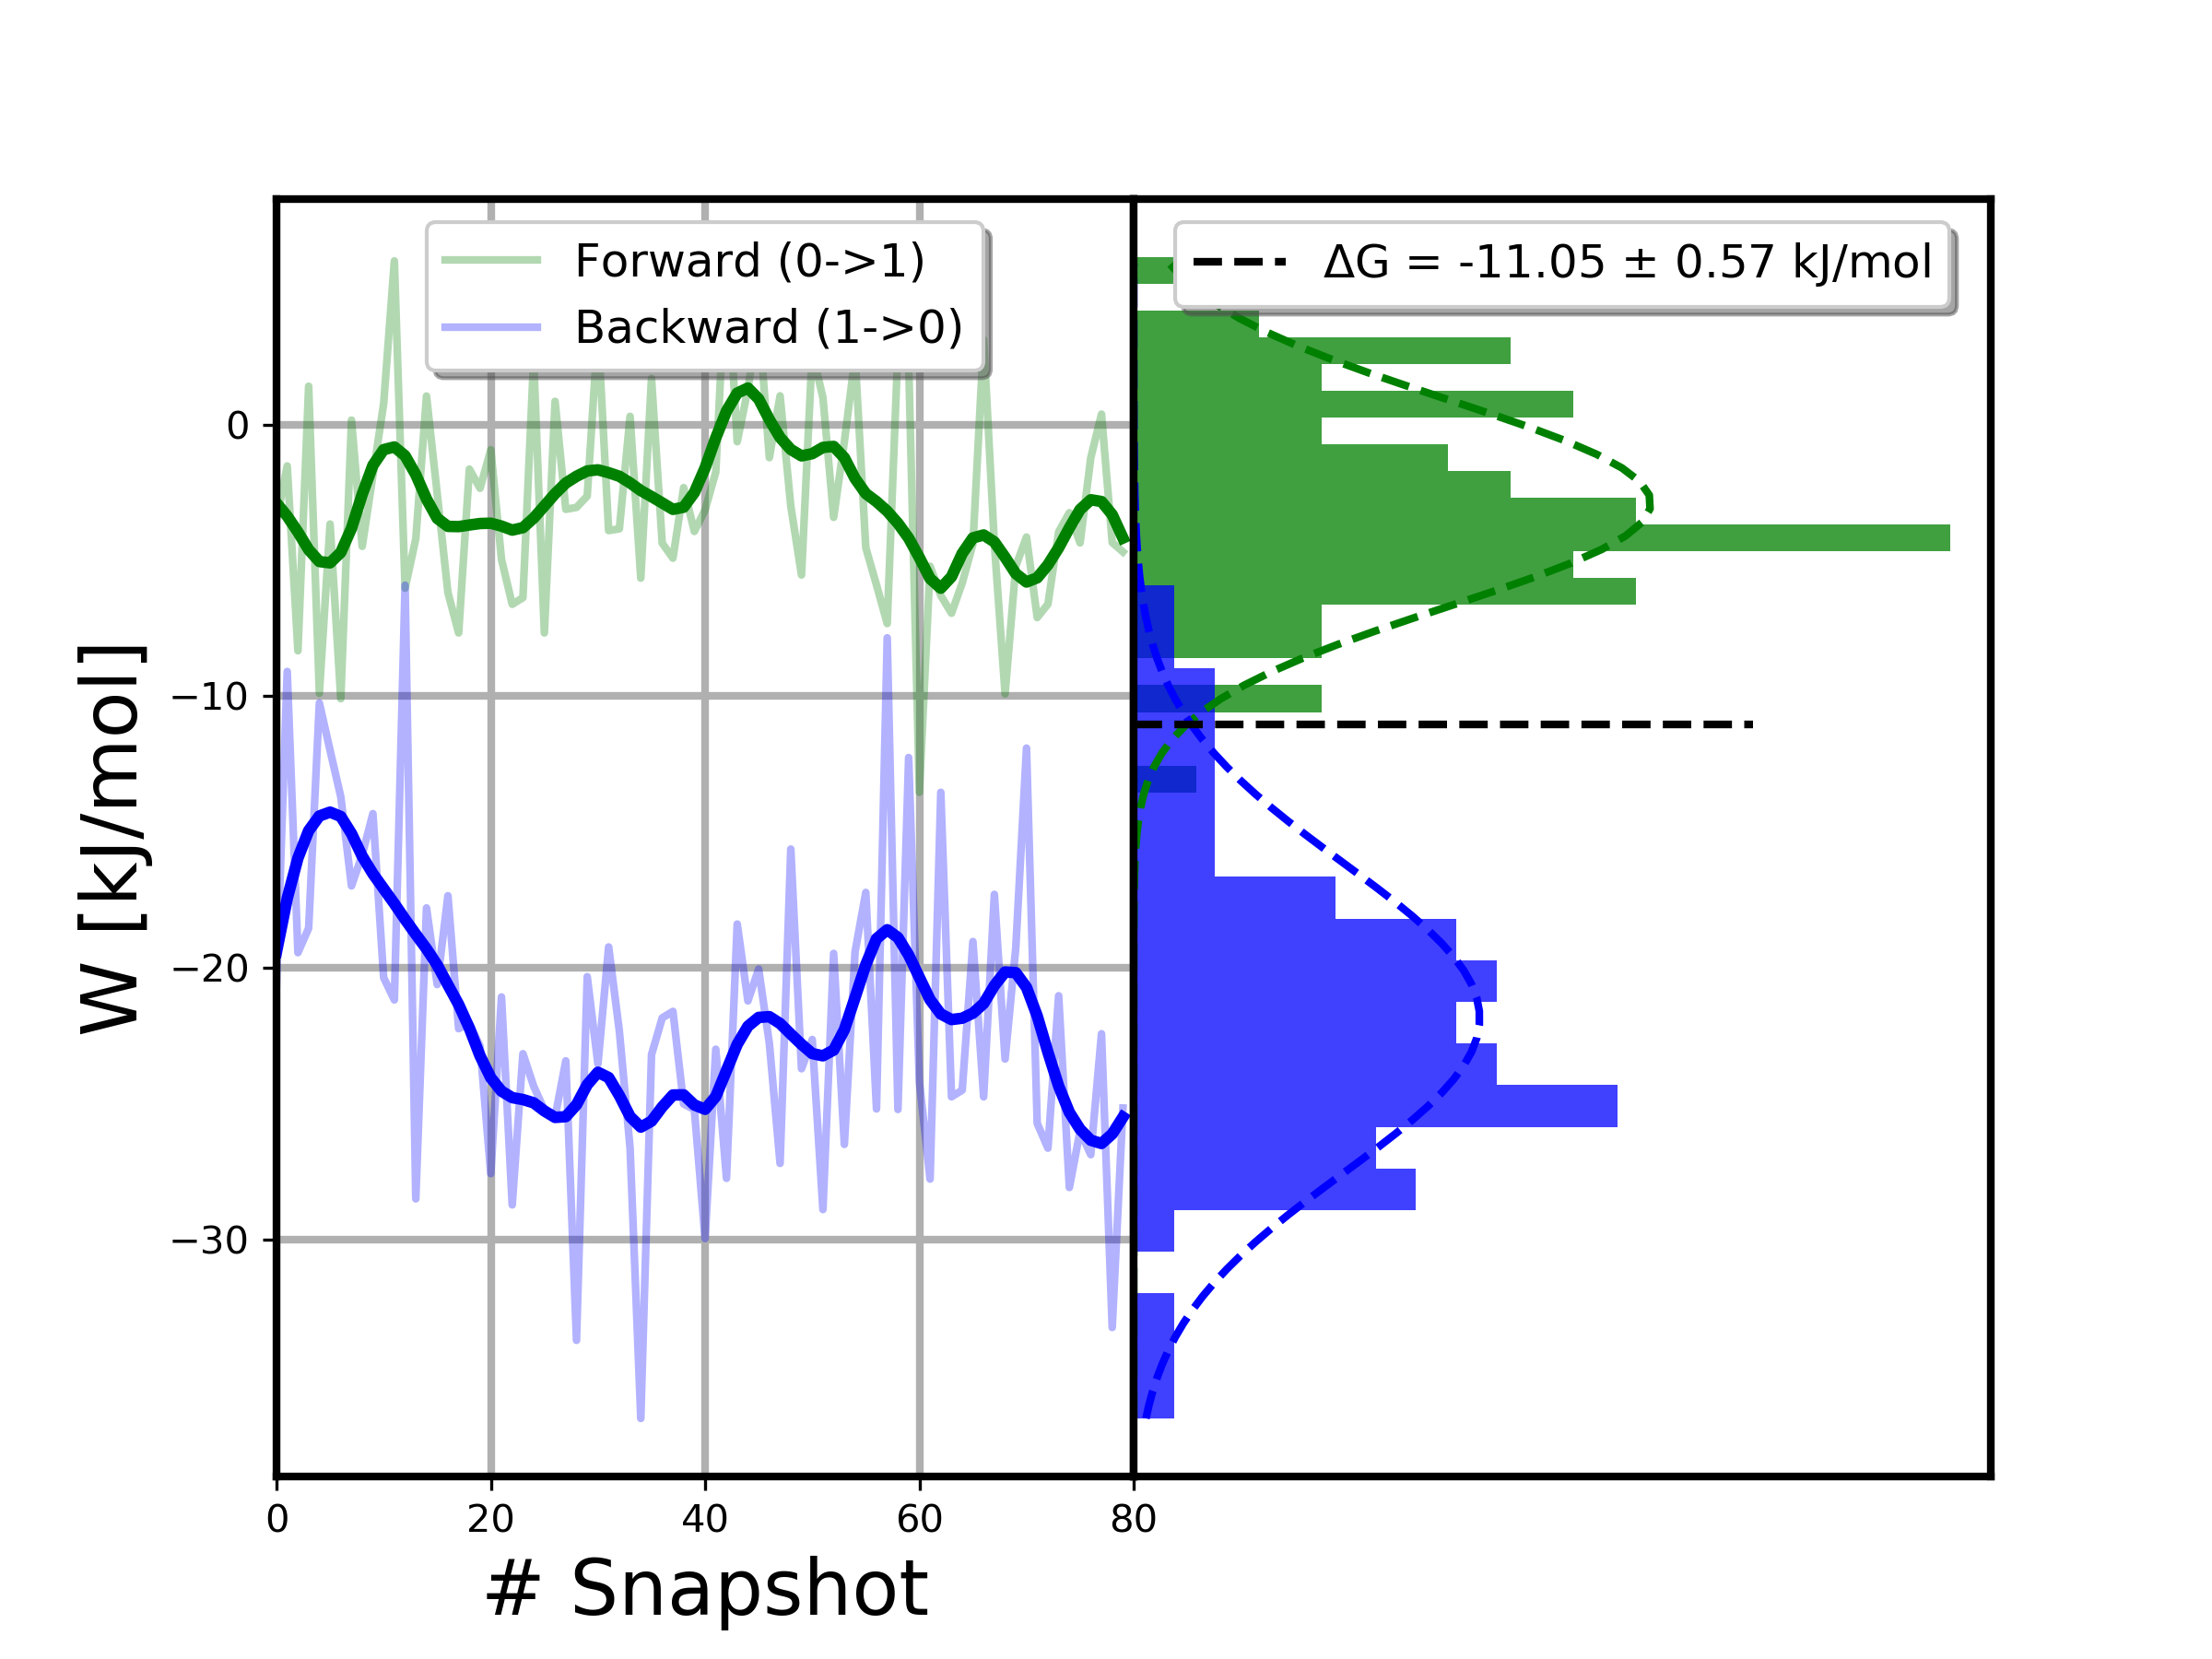 Forward (0->1)
Backward (1->0)
ΔG = -11.05 ± 0.57 kJ/mol
W [kJ/mol]
0
−10
−20
−30
0 20 40 60 80
# Snapshot